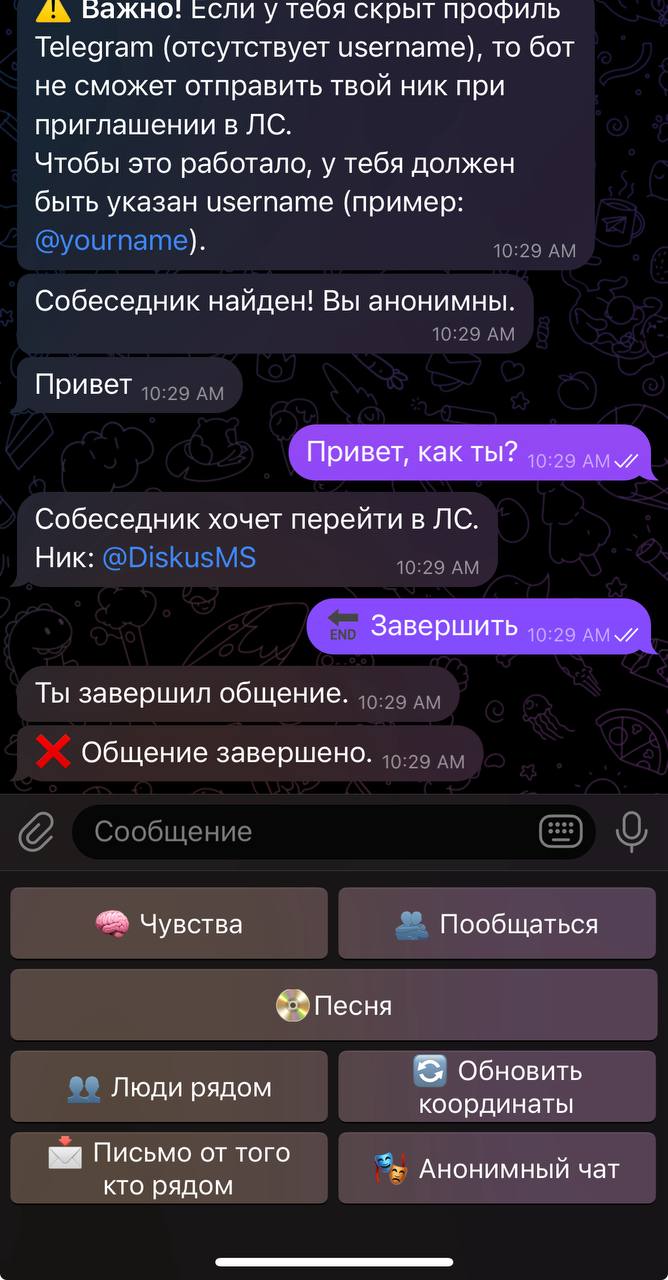 ⚠️ Важно! Если у тебя скрыт профиль
Telegram (отсутствует username), то бот
не сможет отправить твой ник при
приглашении в ЛС.
Чтобы это работало, у тебя должен
быть указан username (пример:
@yourname).
10:29 AM
Собеседник найден! Вы анонимны.
10:29 AM
Привет 10:29 AM
Привет, как ты? 10:29 AM
Собеседник хочет перейти в ЛС.
Ник: @DiskusMS 10:29 AM
🔚 Завершить 10:29 AM
Ты завершил общение. 10:29 AM
❌ Общение завершено. 10:29 AM
Сообщение
🧠 Чувства
🫂 Пообщаться
📀Песня
👥 Люди рядом
🔄 Обновить
координаты
📩 Письмо от того
кто рядом
🎭 Анонимный чат